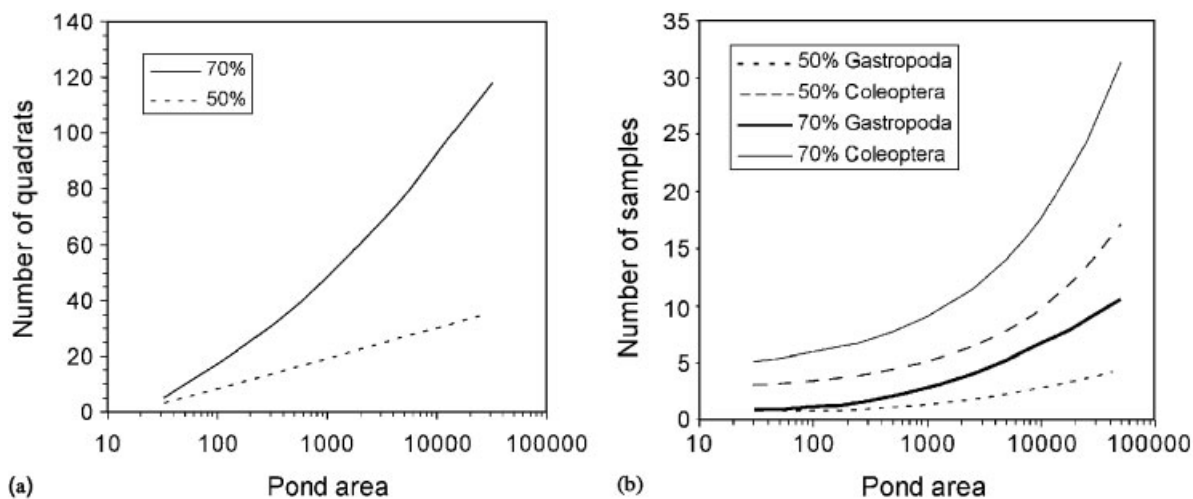 140
120
100
80
60
40
20
0
Number of quadrats
70%
50%
10 100 1000 10000 100000
(a) Pond area
35
30
25
20
15
10
5
0
Number of samples
50% Gastropoda
50% Coleoptera
70% Gastropoda
70% Coleoptera
10 100 1000 10000 100000
(b) Pond area